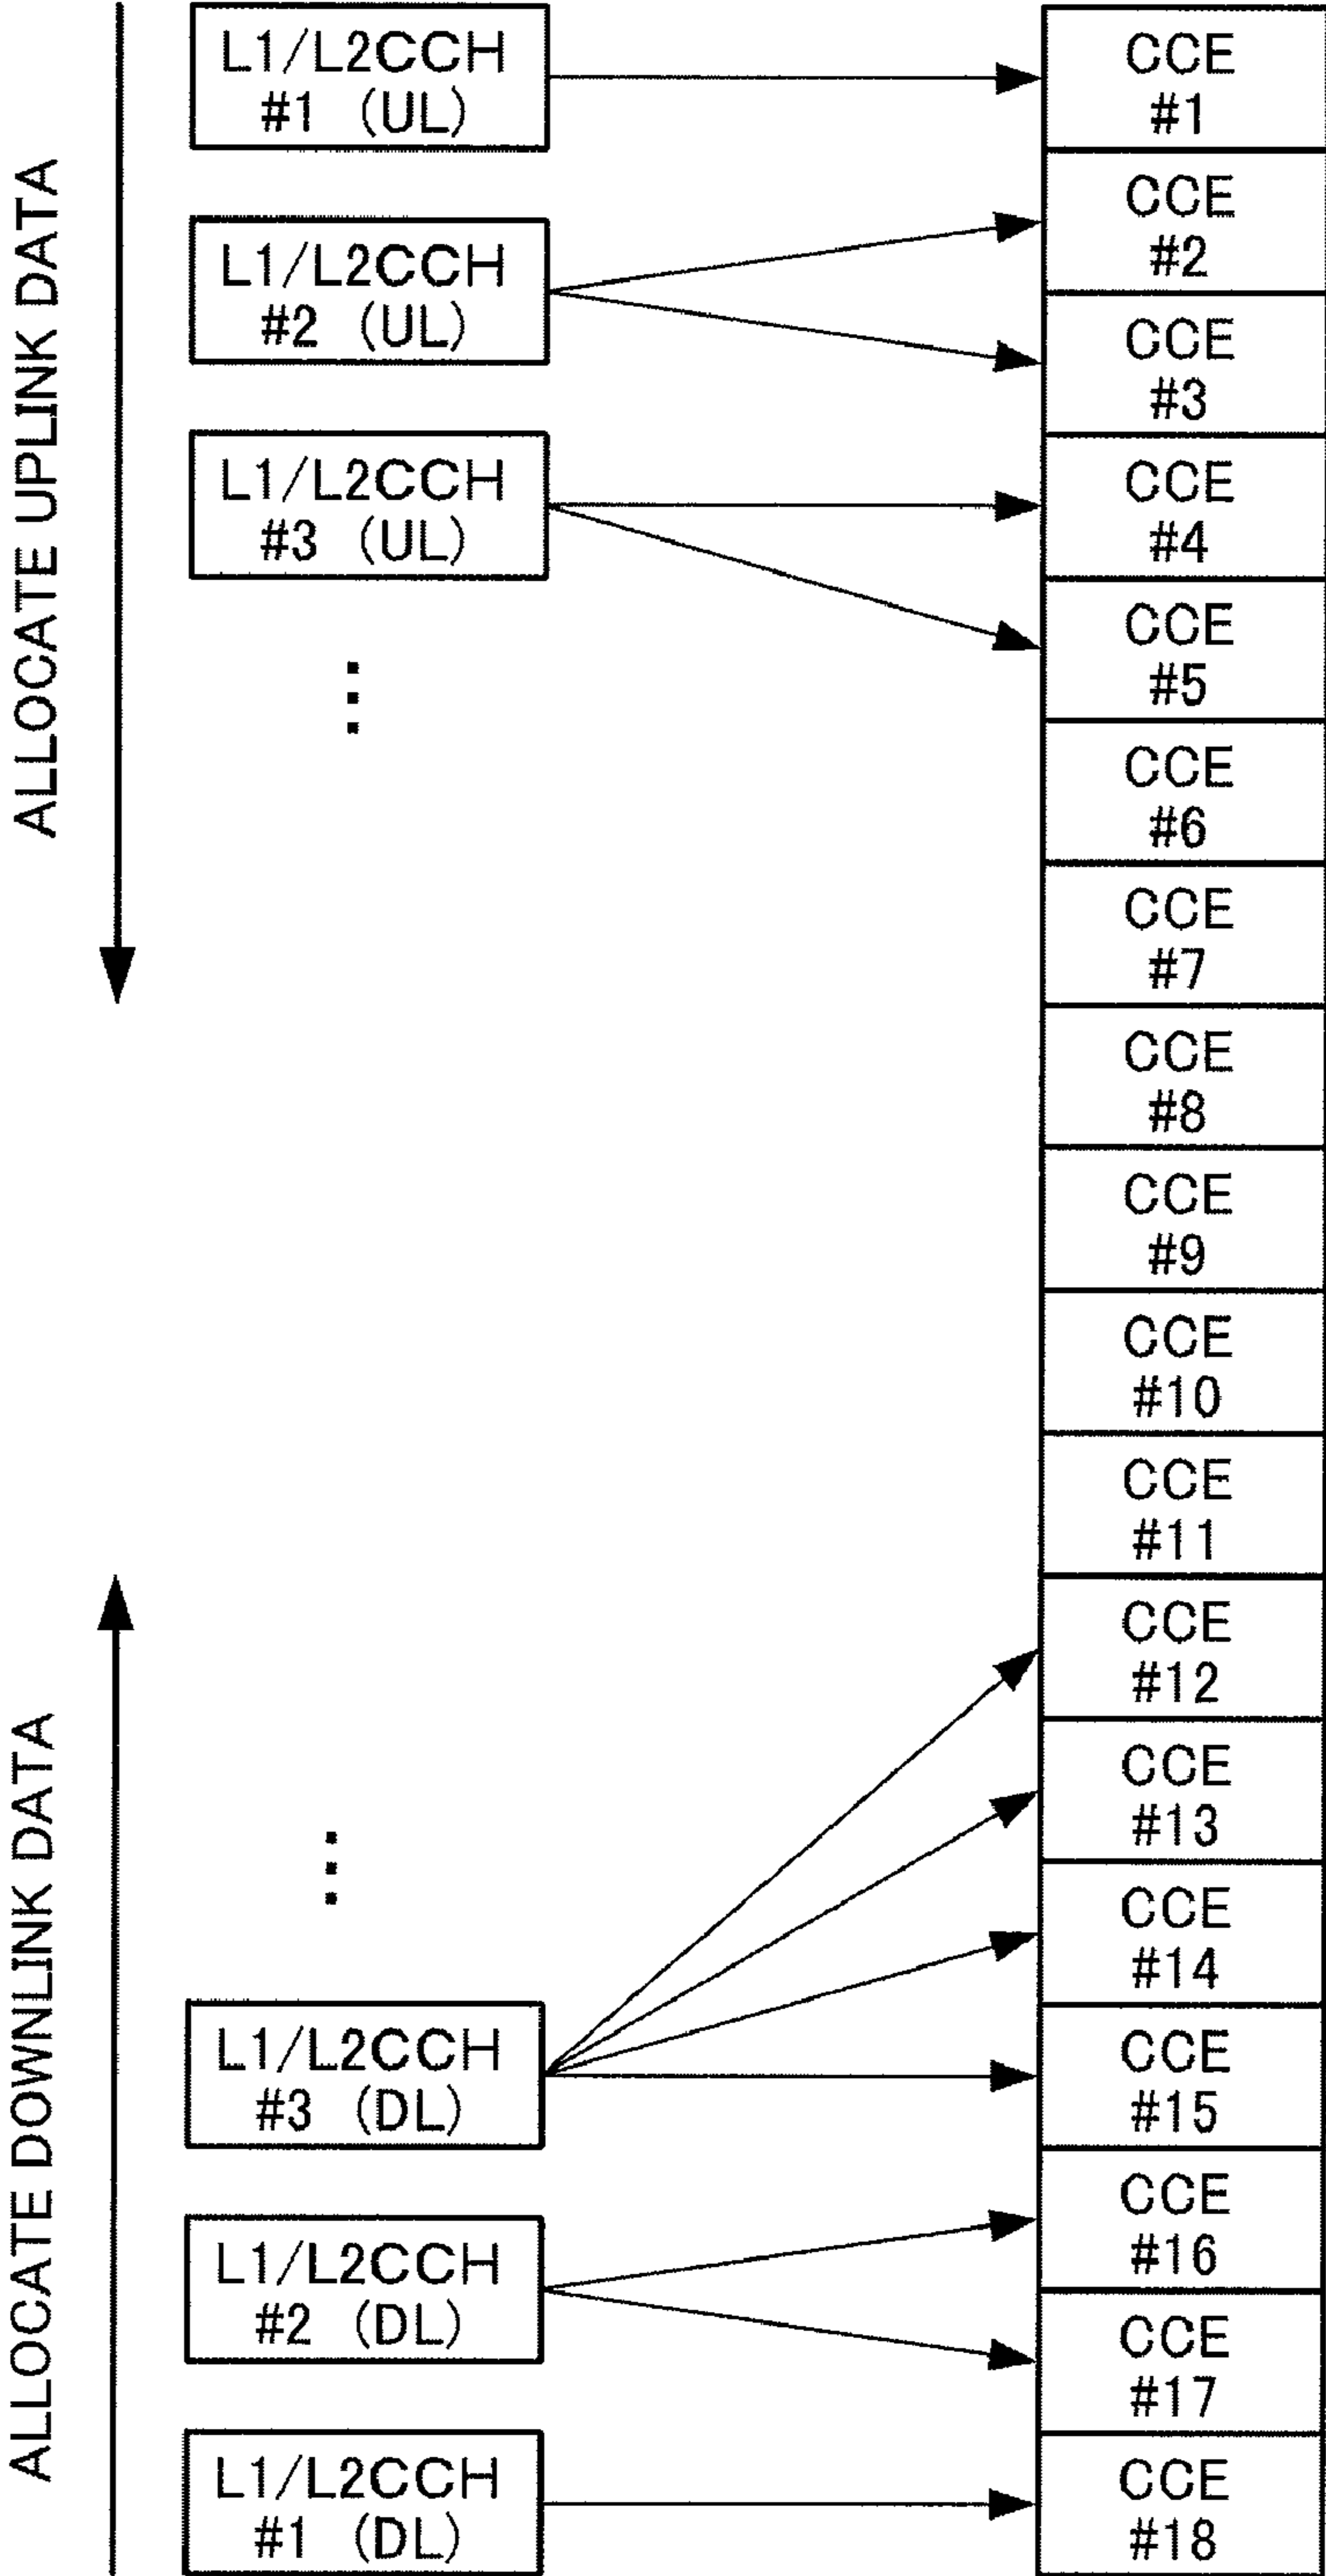 ALLOCATE UPLINK DATA
L1/L2CCH
#1 (UL)
L1/L2CCH
#2 (UL)
L1/L2CCH
#3 (UL)
⋮
ALLOCATE DOWNLINK DATA
⋮
L1/L2CCH
#3 (DL)
L1/L2CCH
#2 (DL)
L1/L2CCH
#1 (DL)
CCE
#1
CCE
#2
CCE
#3
CCE
#4
CCE
#5
CCE
#6
CCE
#7
CCE
#8
CCE
#9
CCE
#10
CCE
#11
CCE
#12
CCE
#13
CCE
#14
CCE
#15
CCE
#16
CCE
#17
CCE
#18